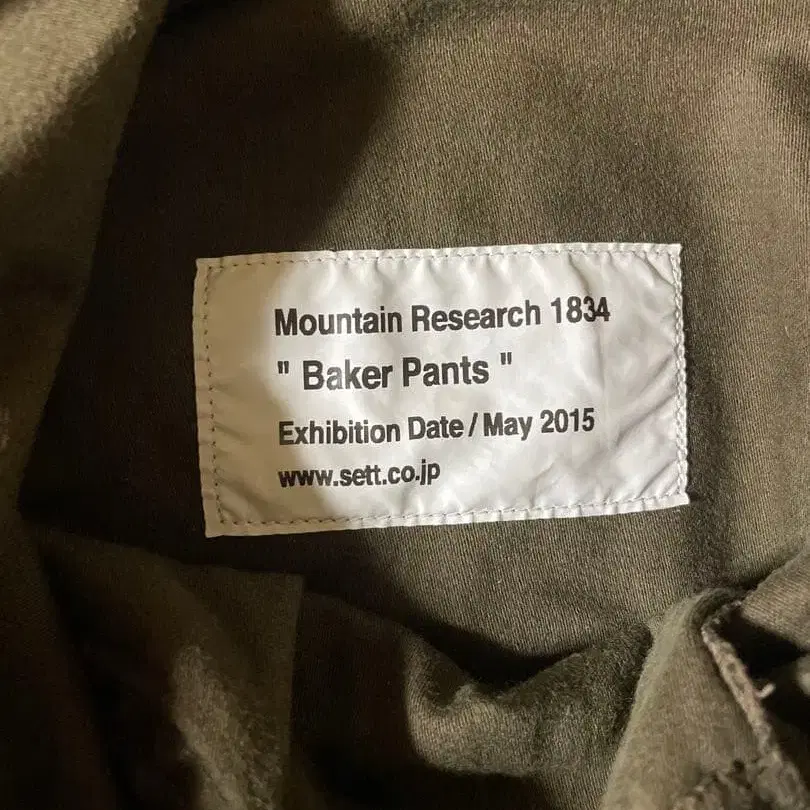 Mountain Research 1834
" Baker Pants "
Exhibition Date / May 2015
www.sett.co.jp